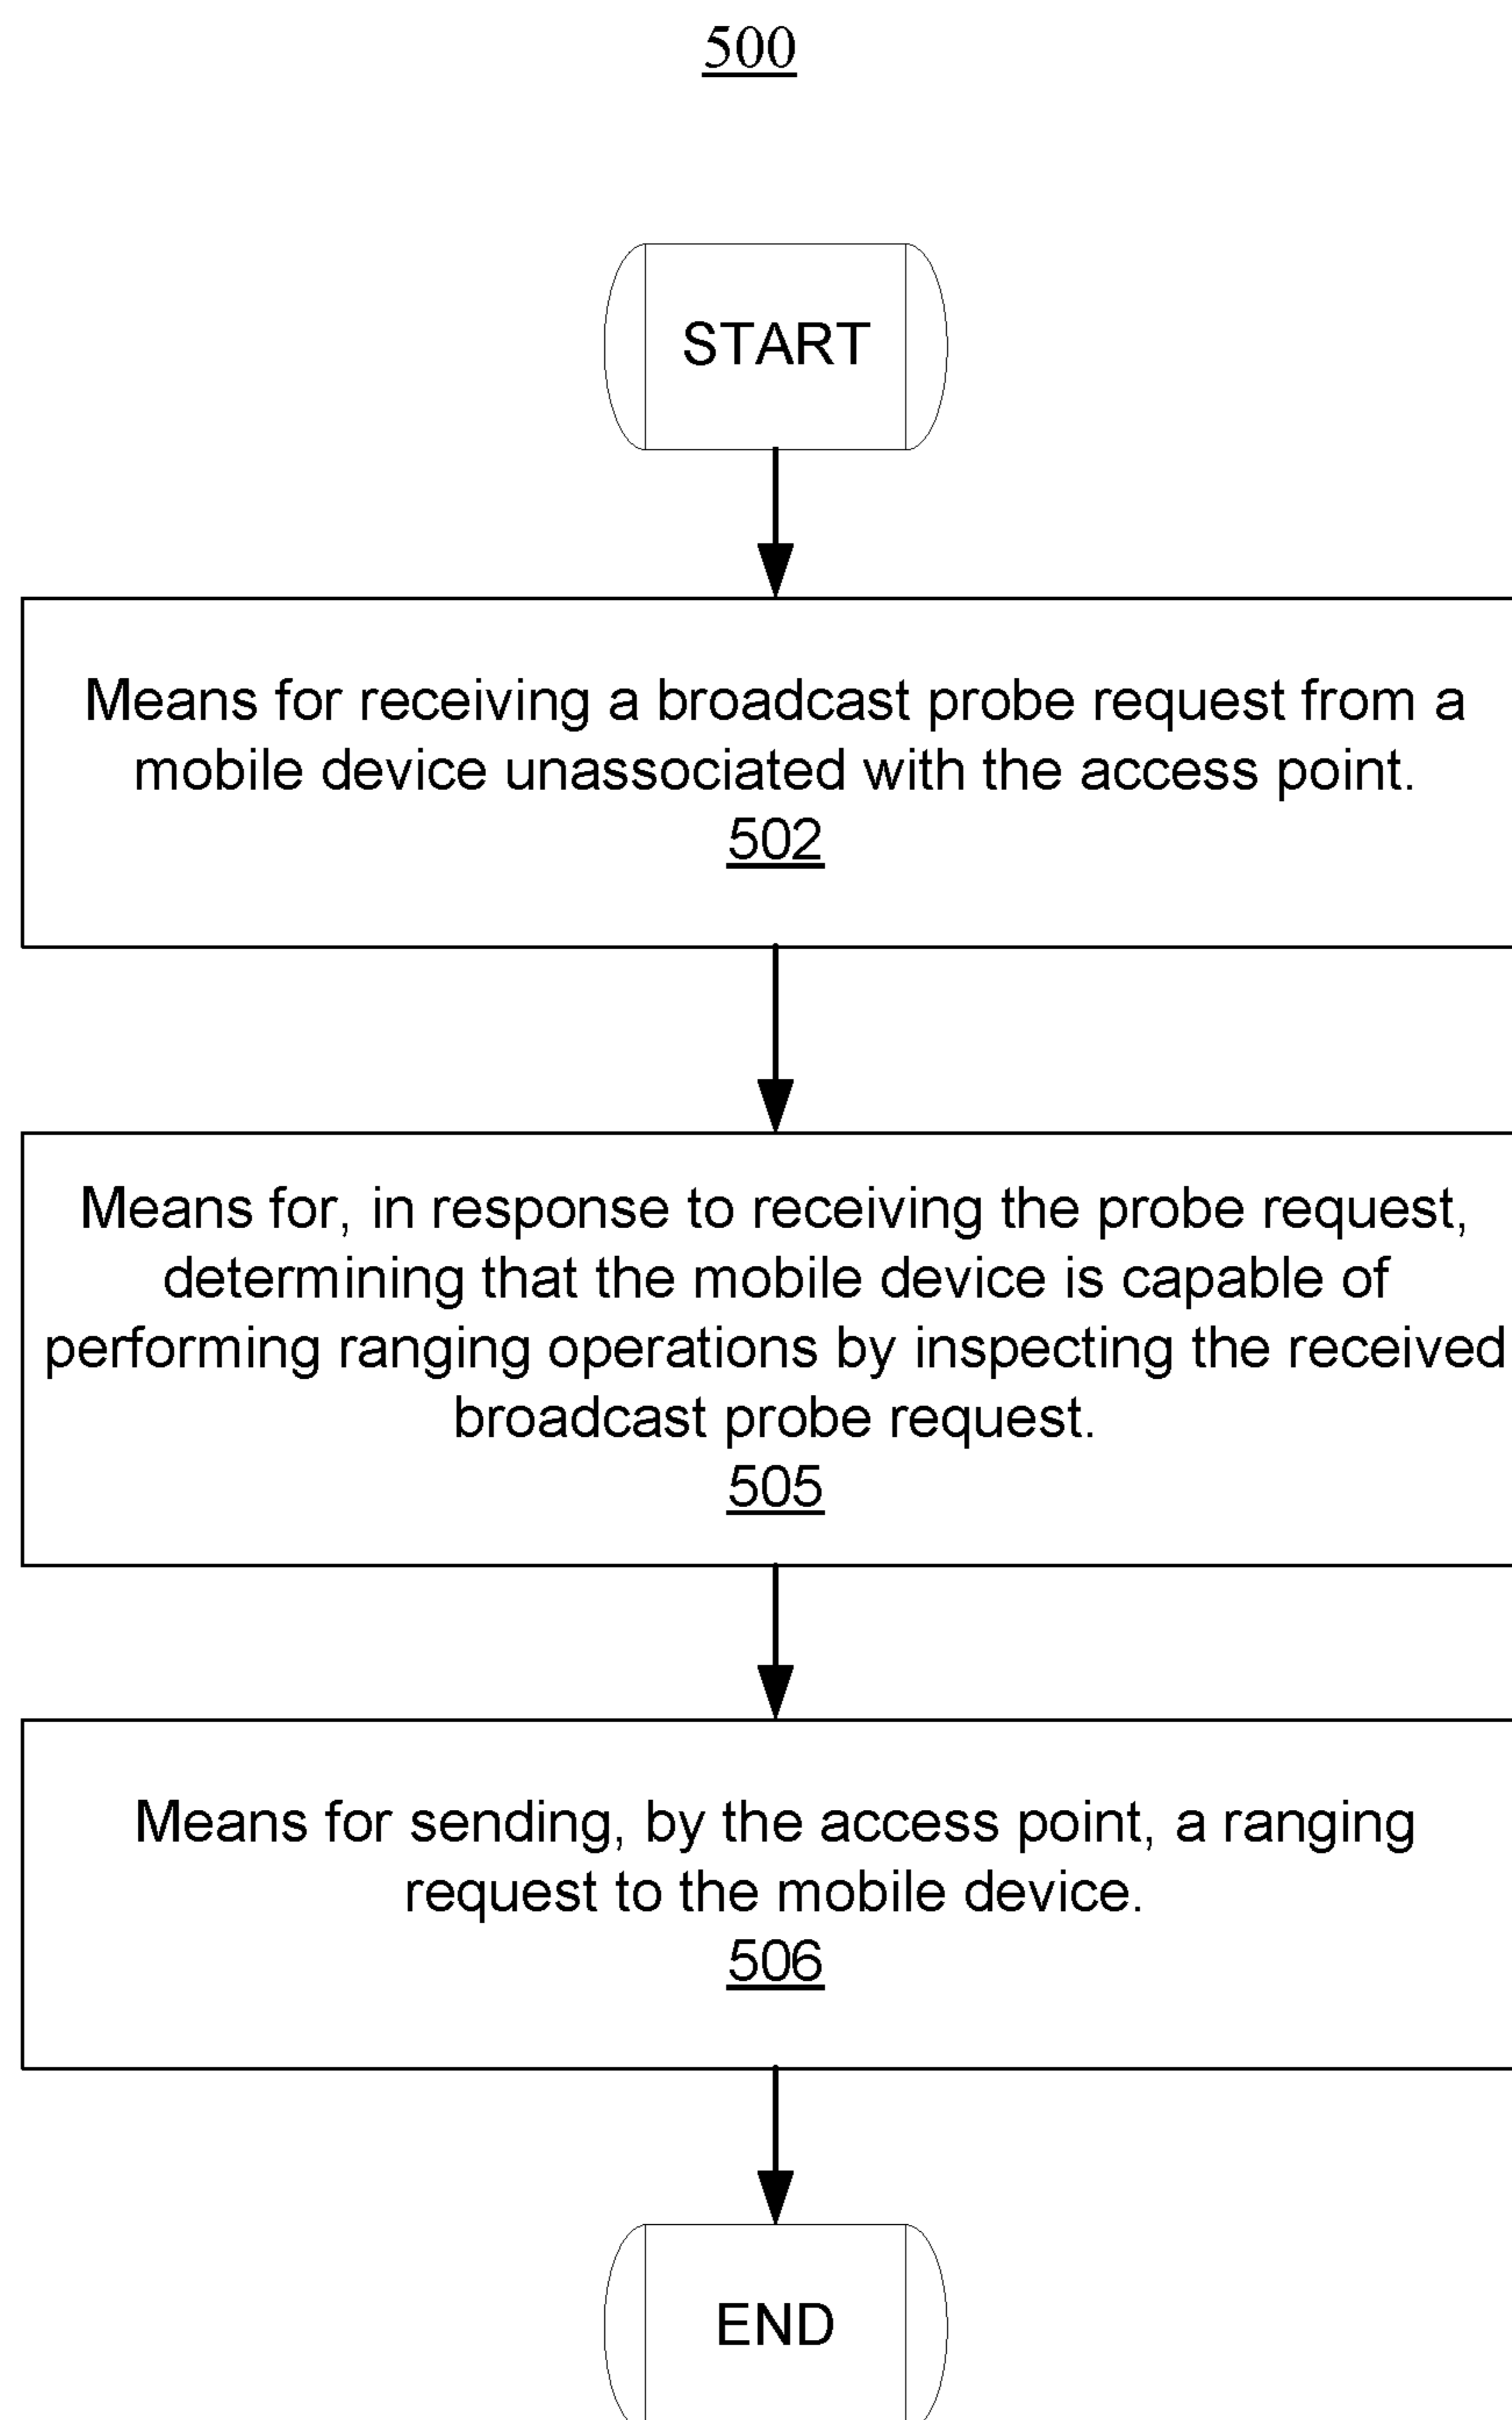 500
START
Means for receiving a broadcast probe request from a
mobile device unassociated with the access point.
502
Means for, in response to receiving the probe request,
determining that the mobile device is capable of
performing ranging operations by inspecting the received
broadcast probe request.
505
Means for sending, by the access point, a ranging
request to the mobile device.
506
END